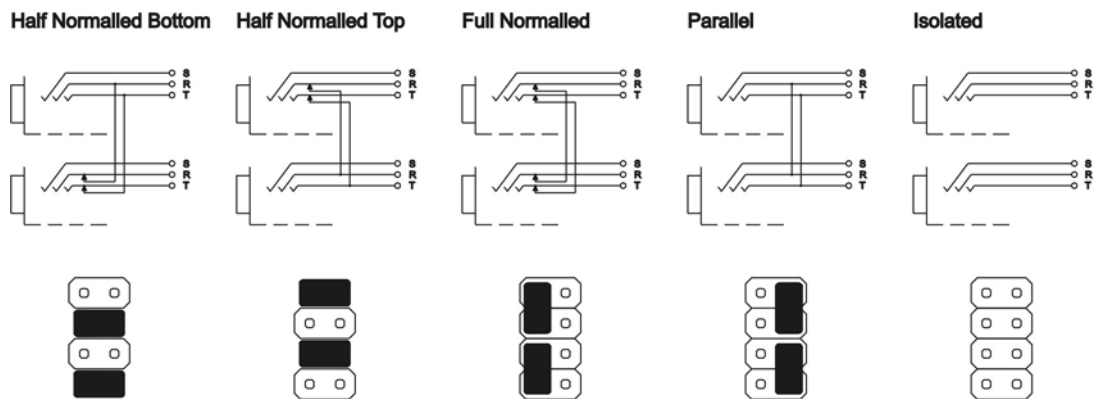 Half Normalled Bottom Half Normalled Top Full Normalled Parallel Isolated
S S S S S
R R R R R
T T T T T
S S S S S
R R R R R
T T T T T